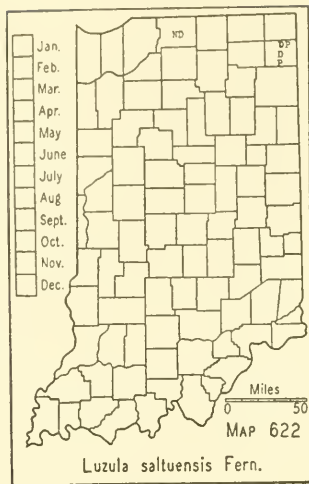 Jan.
Feb.
Mar.
Apr.
May
June
July
Aug
Sept.
Oct.
Nov.
Dec.
ND
DP
D
P
Miles
0 50
MAP 622
Luzula saltuensis Fern.